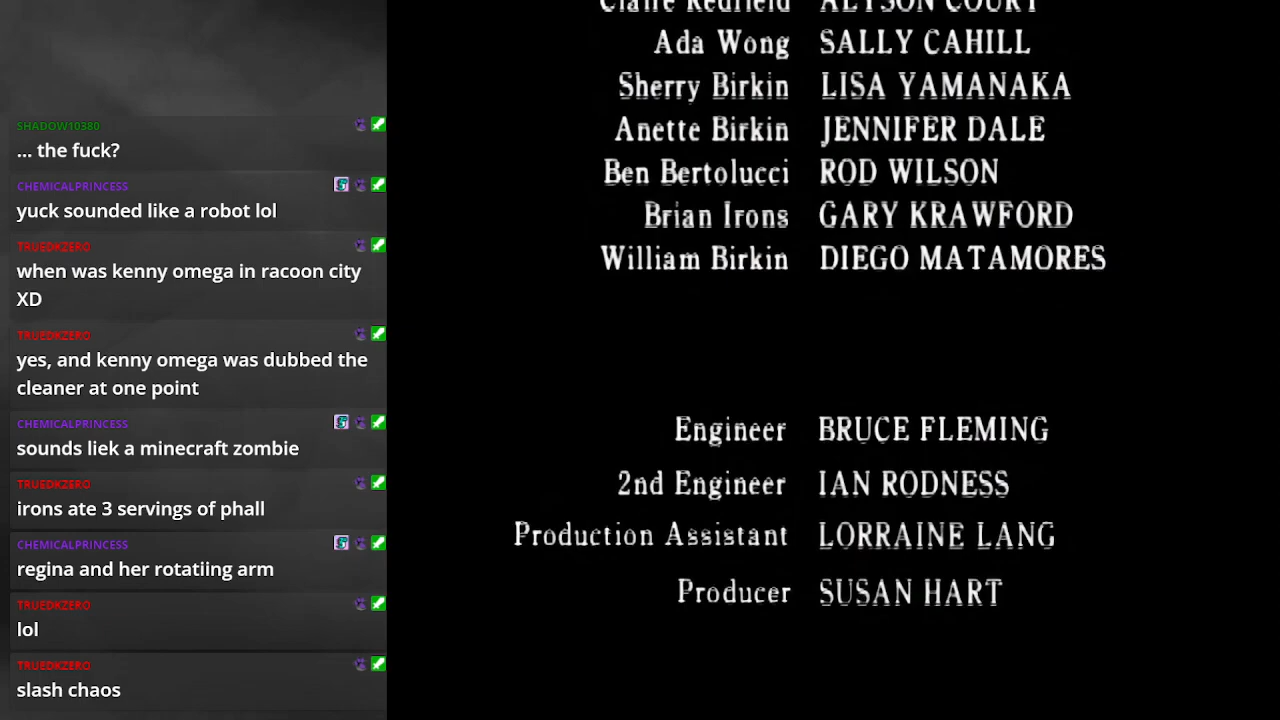 SHADOW10380
... the fuck?
CHEMICALPRINCESS
yuck sounded like a robot lol
TRUEDKZERO
when was kenny omega in racoon city
XD
TRUEDKZERO
yes, and kenny omega was dubbed the
cleaner at one point
CHEMICALPRINCESS
sounds liek a minecraft zombie
TRUEDKZERO
irons ate 3 servings of phall
CHEMICALPRINCESS
regina and her rotatiing arm
TRUEDKZERO
lol
TRUEDKZERO
slash chaos
Claire Redfield ALYSON COURT
Ada Wong SALLY CAHILL
Sherry Birkin LISA YAMANAKA
Anette Birkin JENNIFER DALE
Ben Bertolucci ROD WILSON
Brian Irons GARY KRAWFORD
William Birkin DIEGO MATAMORES
Engineer BRUCE FLEMING
2nd Engineer IAN RODNESS
Production Assistant LORRAINE LANG
Producer SUSAN HART